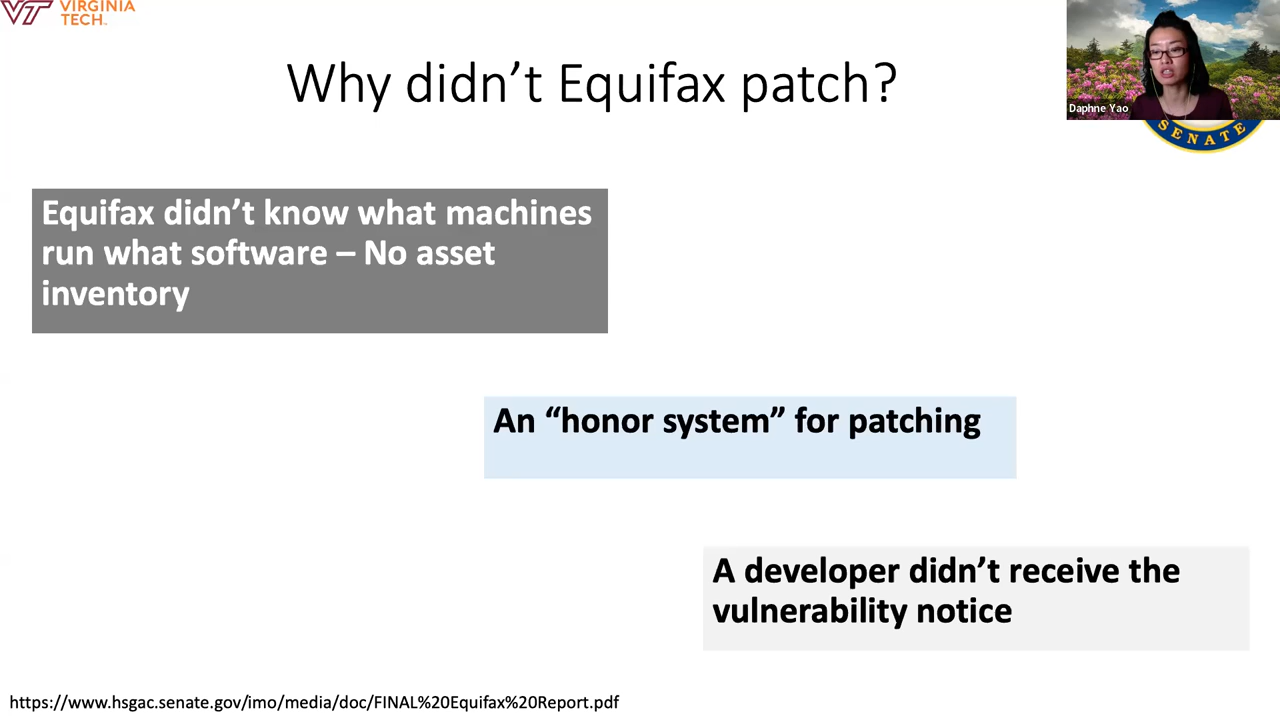 VT VIRGINIA
TECH
Why didn’t Equifax patch?
Daphne Yao
SENATE
Equifax didn’t know what machines
run what software – No asset
inventory
An “honor system” for patching
A developer didn’t receive the
vulnerability notice
https://www.hsgac.senate.gov/imo/media/doc/FINAL%20Equifax%20Report.pdf